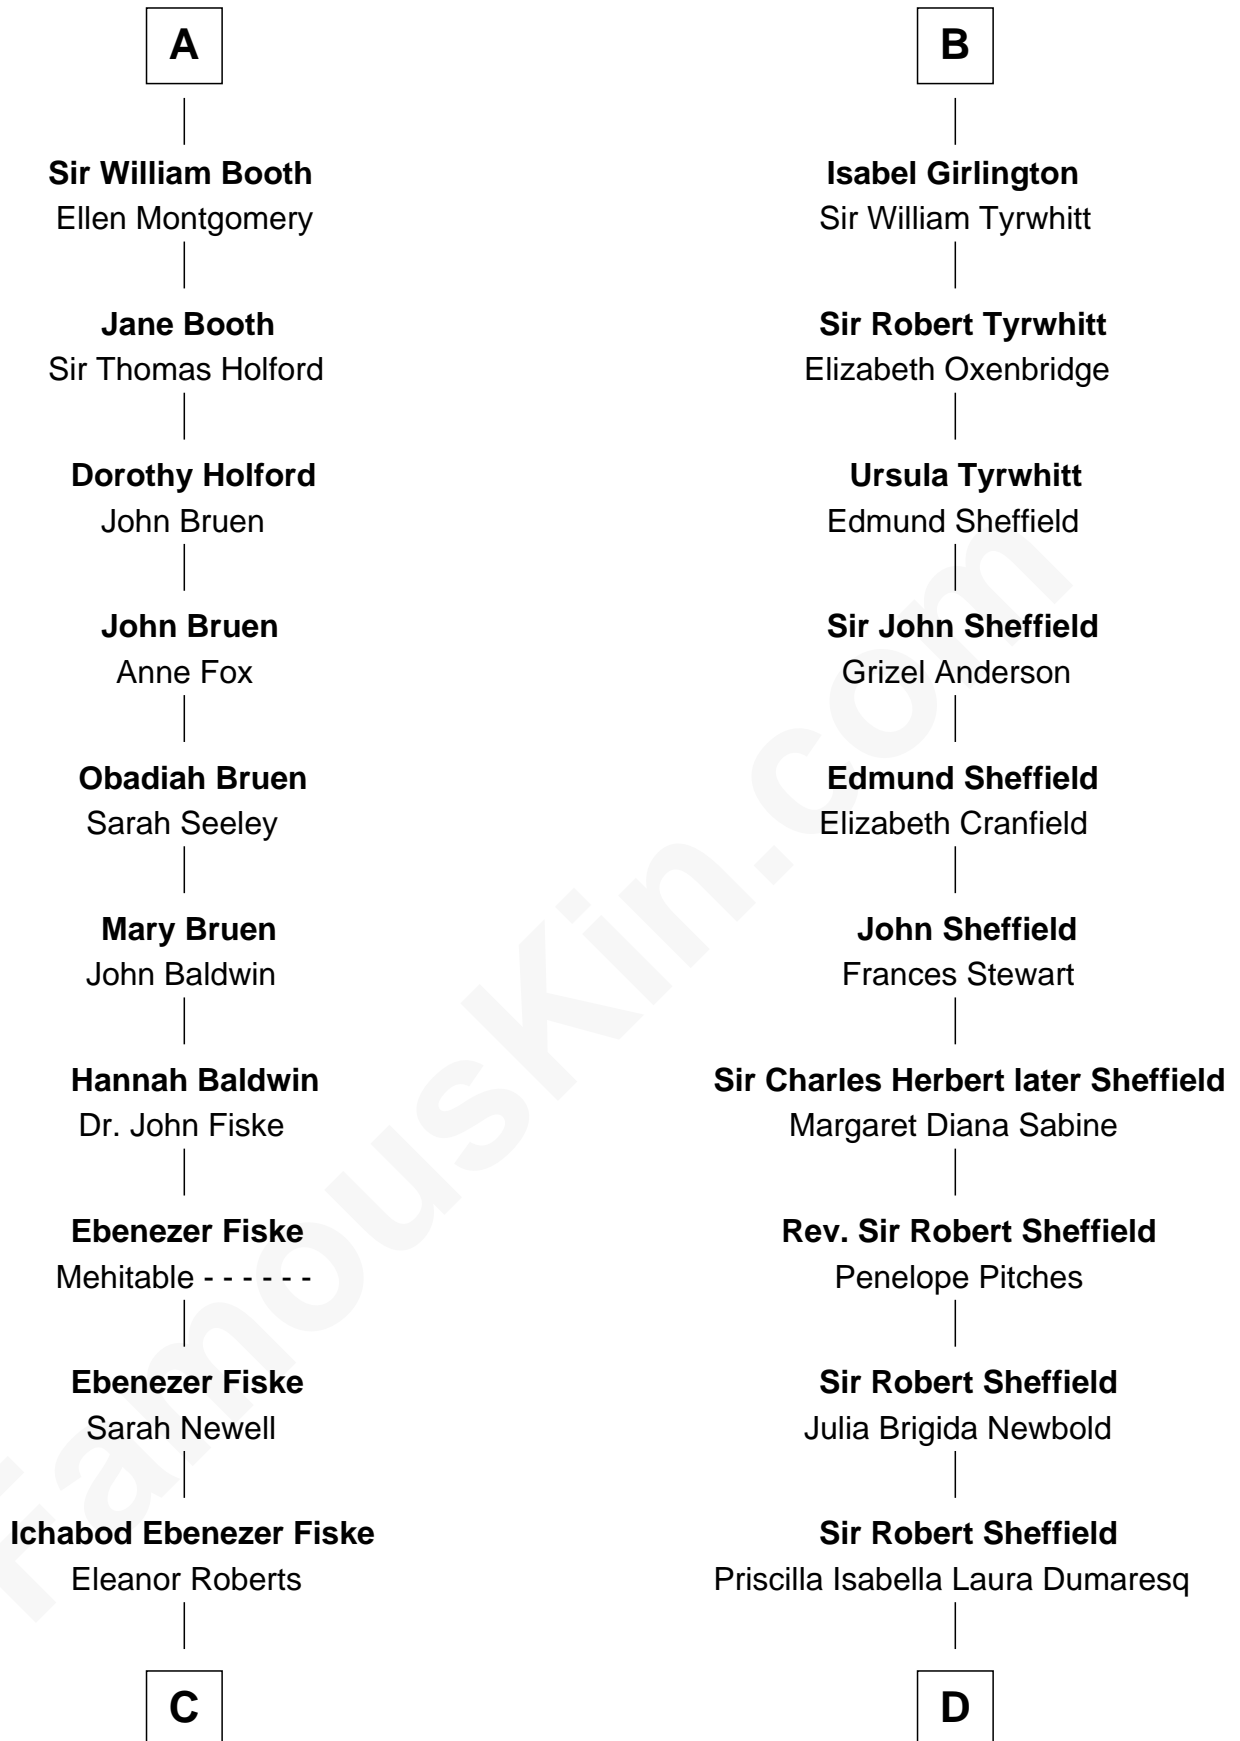 A
Sir William Booth
Ellen Montgomery
Jane Booth
Sir Thomas Holford
Dorothy Holford
John Bruen
John Bruen
Anne Fox
Obadiah Bruen
Sarah Seeley
Mary Bruen
John Baldwin
Hannah Baldwin
Dr. John Fiske
Ebenezer Fiske
Mehitable - - - - - -
Ebenezer Fiske
Sarah Newell
Ichabod Ebenezer Fiske
Eleanor Roberts
C
B
Isabel Girlington
Sir William Tyrwhitt
Sir Robert Tyrwhitt
Elizabeth Oxenbridge
Ursula Tyrwhitt
Edmund Sheffield
Sir John Sheffield
Grizel Anderson
Edmund Sheffield
Elizabeth Cranfield
John Sheffield
Frances Stewart
Sir Charles Herbert later Sheffield
Margaret Diana Sabine
Rev. Sir Robert Sheffield
Penelope Pitches
Sir Robert Sheffield
Julia Brigida Newbold
Sir Robert Sheffield
Priscilla Isabella Laura Dumaresq
D
FamousKin.com